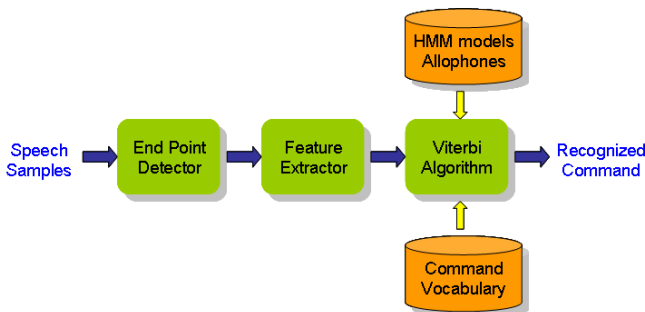 HMM models
Allophones
Speech
Samples
End Point
Detector
Feature
Extractor
Viterbi
Algorithm
Recognized
Command
Command
Vocabulary